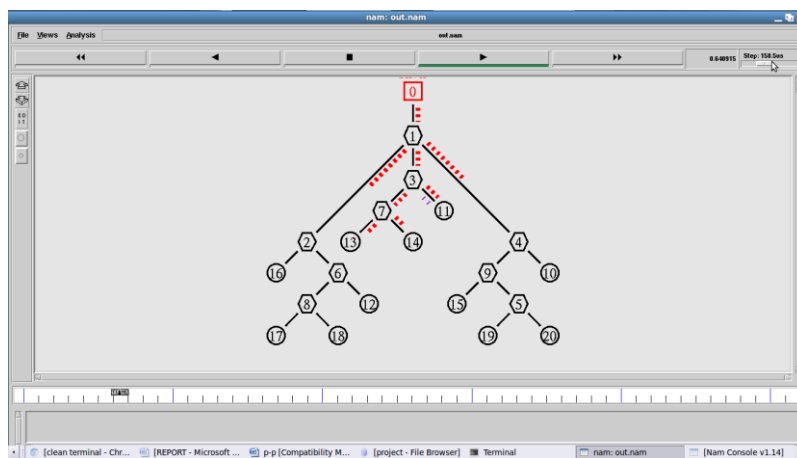 nam: out.nam
File Views Analysis out.nam
0.640915 Step: 158.5us
0
1
3
7 11
2 13 14 4
16 6 9 10
8 12 15 5
17 18 19 20
[clean terminal - Chr... [REPORT - Microsoft ... p-p [Compatibility M... [project - File Browser] Terminal nam: out.nam [Nam Console v1.14]